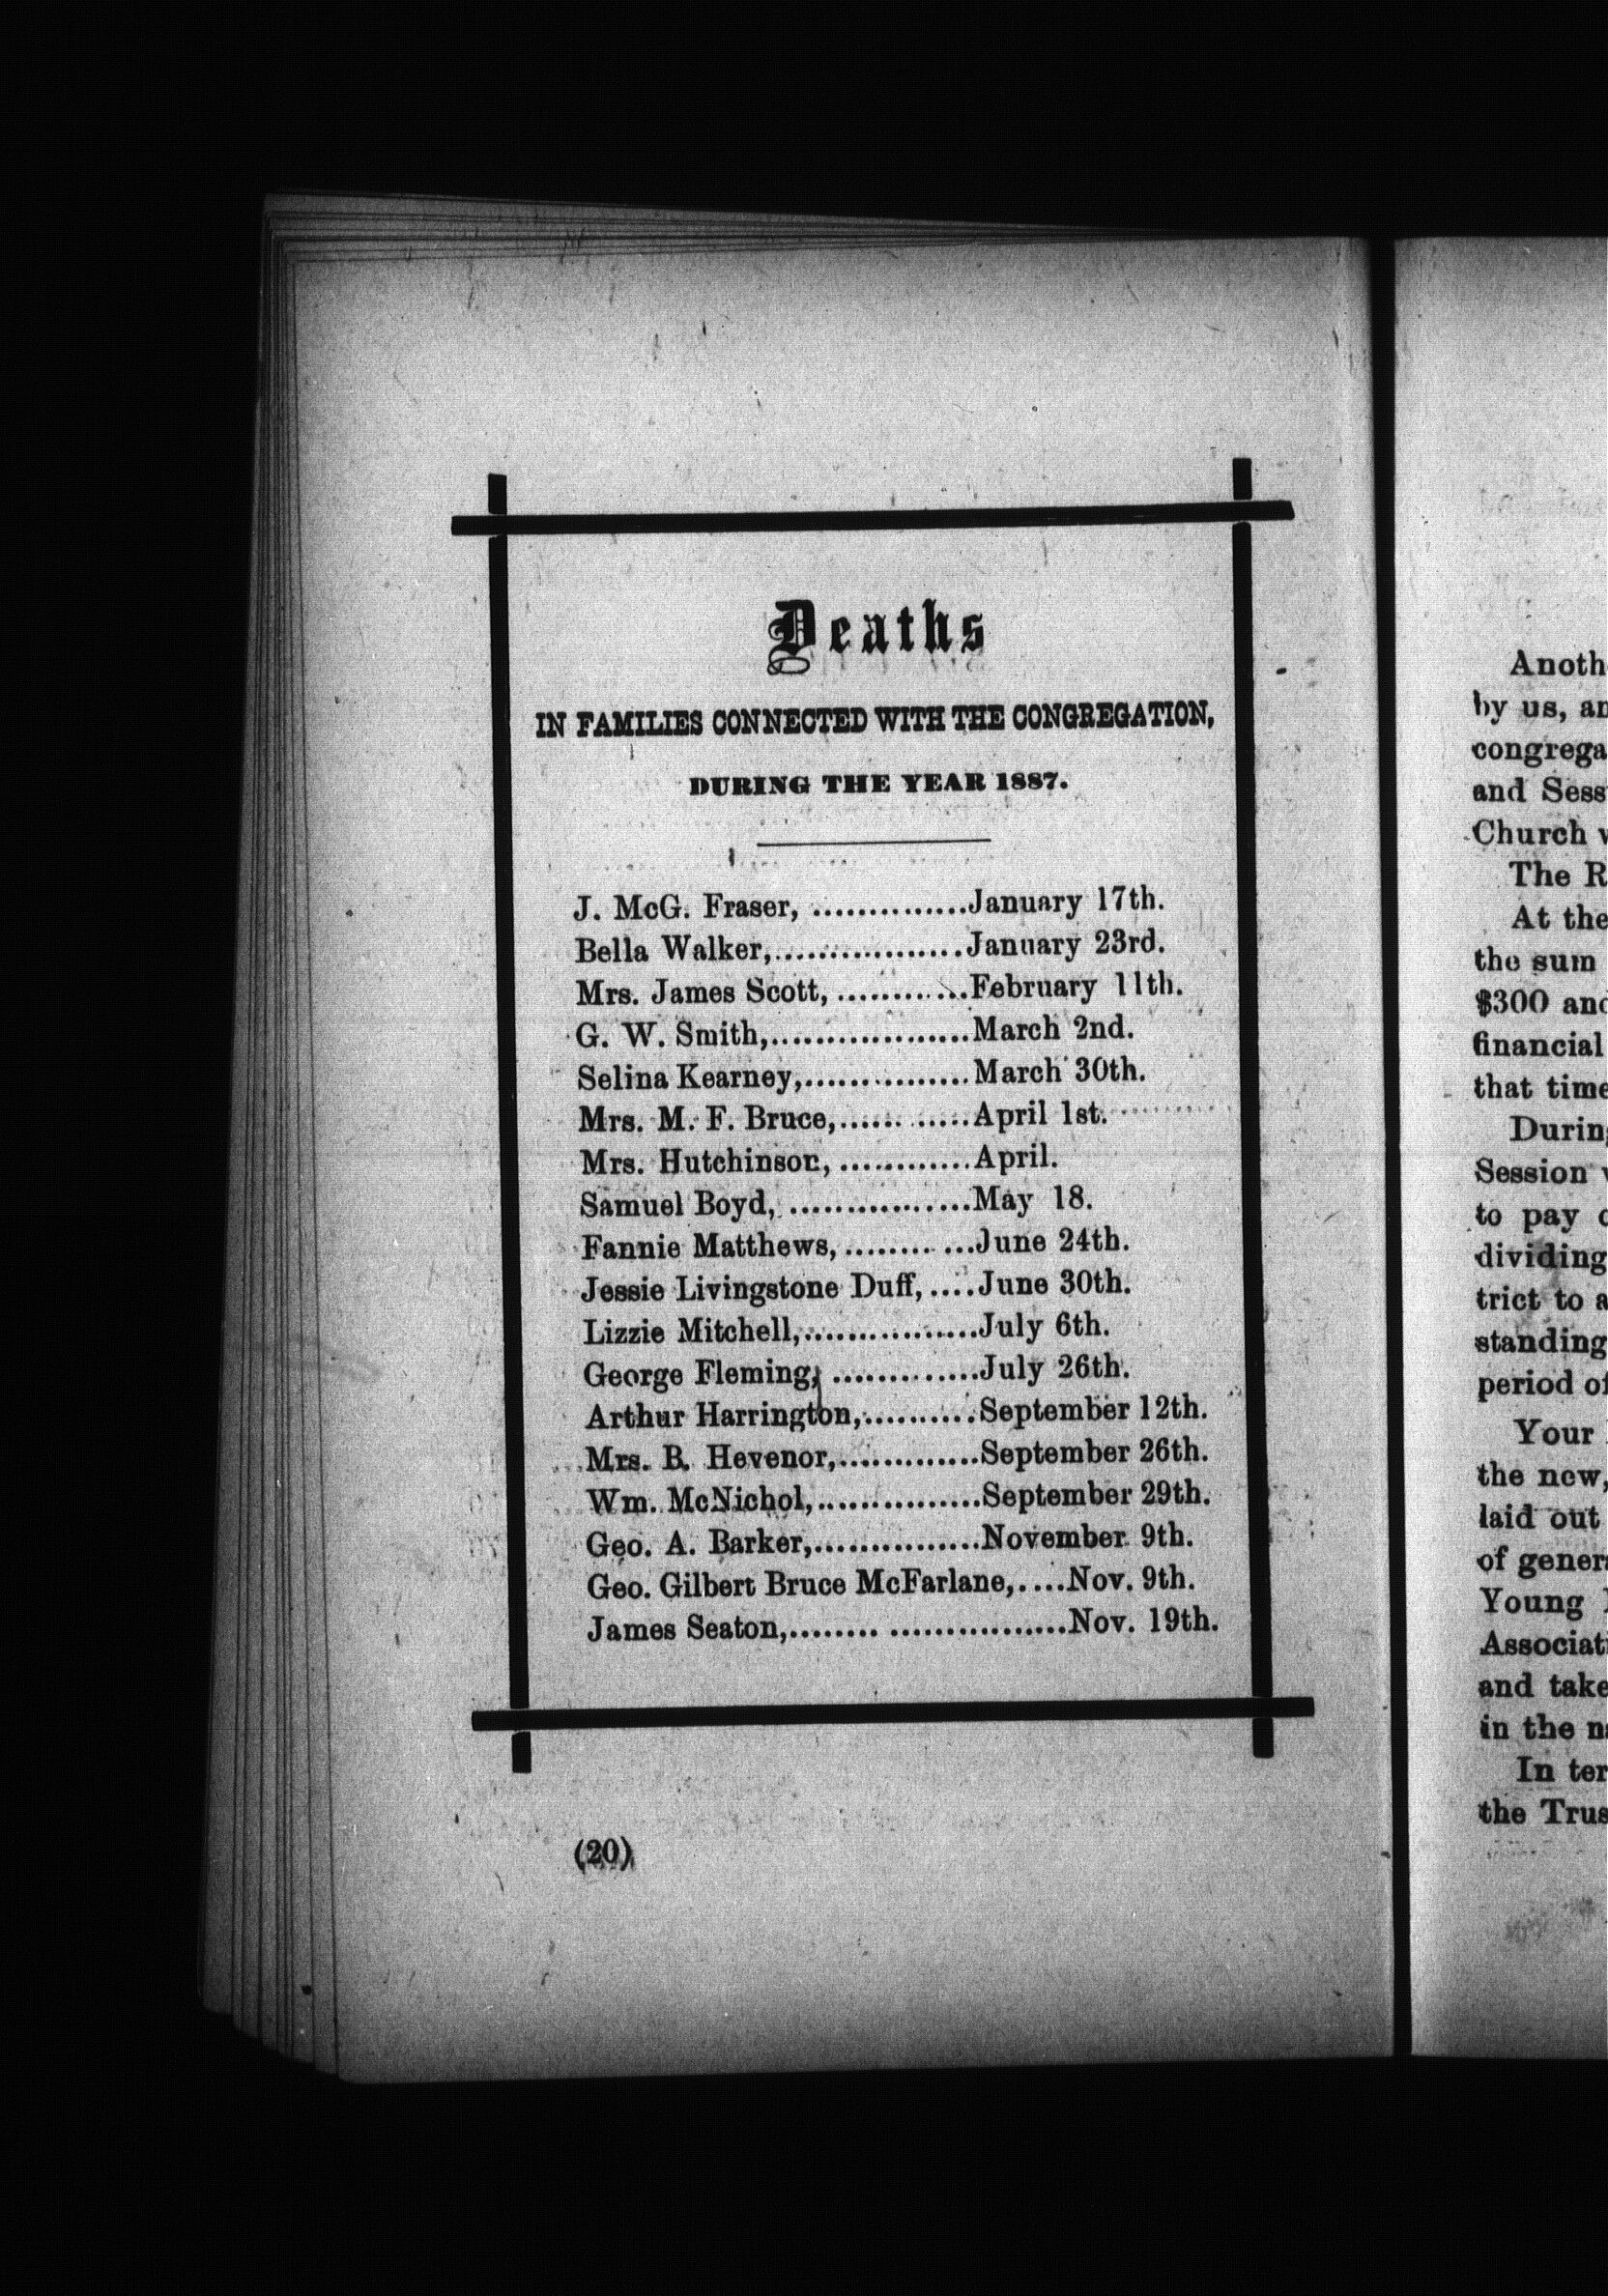 Deaths
IN FAMILIES CONNECTED WITH THE CONGREGATION,
DURING THE YEAR 1887.
J. McG. Fraser, ..............January 17th.
Bella Walker,.................January 23rd.
Mrs. James Scott, ............February 11th.
G. W. Smith,..................March 2nd.
Selina Kearney,...............March 30th.
Mrs. M. F. Bruce,...... .....April 1st.
Mrs. Hutchinson, ............April.
Samuel Boyd, ................May 18.
Fannie Matthews, ........ ...June 24th.
Jessie Livingstone Duff, ....June 30th.
Lizzie Mitchell,................July 6th.
George Fleming, .............July 26th.
Arthur Harrington,..........September 12th.
Mrs. B. Hevenor,.............September 26th.
Wm. McNichol,...............September 29th.
Geo. A. Barker,...............November 9th.
Geo. Gilbert Bruce McFarlane,.....Nov. 9th.
James Seaton,........ ................Nov. 19th.
(20)
Anoth
by us, an
congrega
and Sess
Church w
The R
At the
the sum
$300 and
financial
that time
During
Session
to pay
dividing
trict to a
standing
period of
Your
the new,
laid out
of genera
Young
Associati
and take
in the na
In ter
the Trus